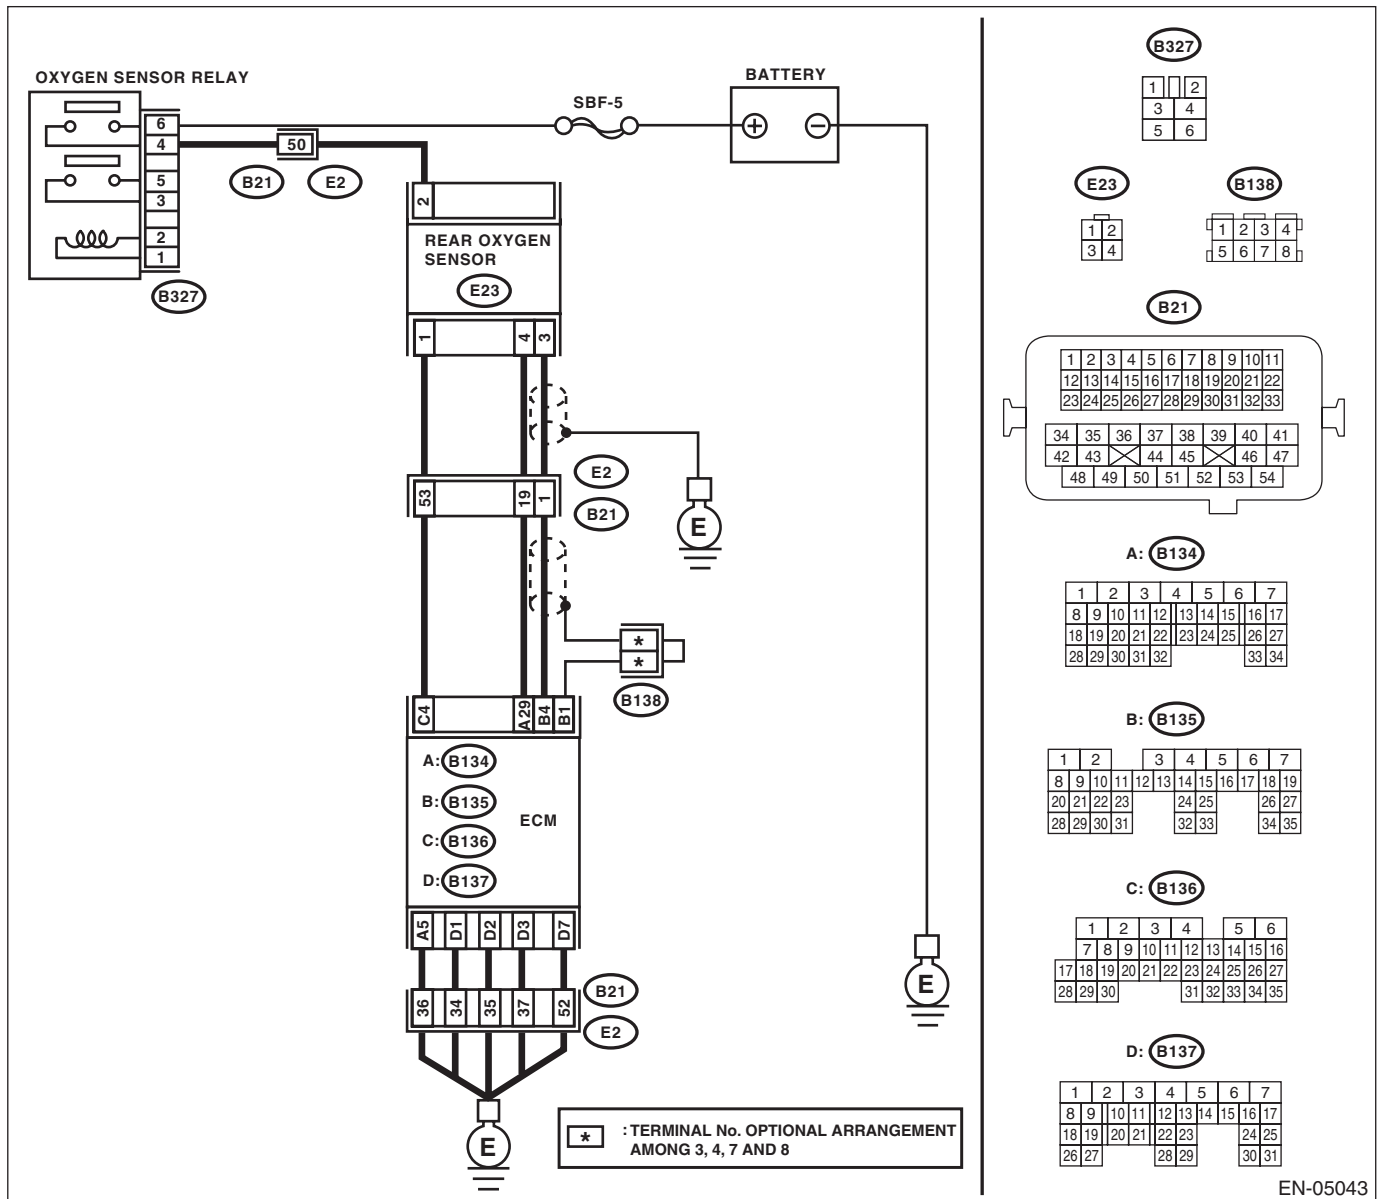 OXYGEN SENSOR RELAY
BATTERY
SBF-5
+
−
6
4
5
3
2
1
50
B21
E2
B327
2
REAR OXYGEN
SENSOR
E23
1
4
3
E2
B21
53
19
1
E
*
*
B138
C4
A29
B4
B1
A: B134
B: B135
C: B136
D: B137
ECM
A5
D1
D2
D3
D7
36
34
35
37
52
B21
E2
E
E
* : TERMINAL No. OPTIONAL ARRANGEMENT
AMONG 3, 4, 7 AND 8
B327
1 2
3 4
5 6
E23
1 2
3 4
B138
1 2 3 4
5 6 7 8
B21
1 2 3 4 5 6 7 8 9 10 11
12 13 14 15 16 17 18 19 20 21 22
23 24 25 26 27 28 29 30 31 32 33
34 35 36 37 38 39 40 41
42 43 44 45 46 47
48 49 50 51 52 53 54
A: B134
1 2 3 4 5 6 7
8 9 10 11 12 13 14 15 16 17
18 19 20 21 22 23 24 25 26 27
28 29 30 31 32 33 34
B: B135
1 2 3 4 5 6 7
8 9 10 11 12 13 14 15 16 17 18 19
20 21 22 23 24 25 26 27
28 29 30 31 32 33 34 35
C: B136
1 2 3 4 5 6
7 8 9 10 11 12 13 14 15 16
17 18 19 20 21 22 23 24 25 26 27
28 29 30 31 32 33 34 35
D: B137
1 2 3 4 5 6 7
8 9 10 11 12 13 14 15 16 17
18 19 20 21 22 23 24 25
26 27 28 29 30 31
EN-05043